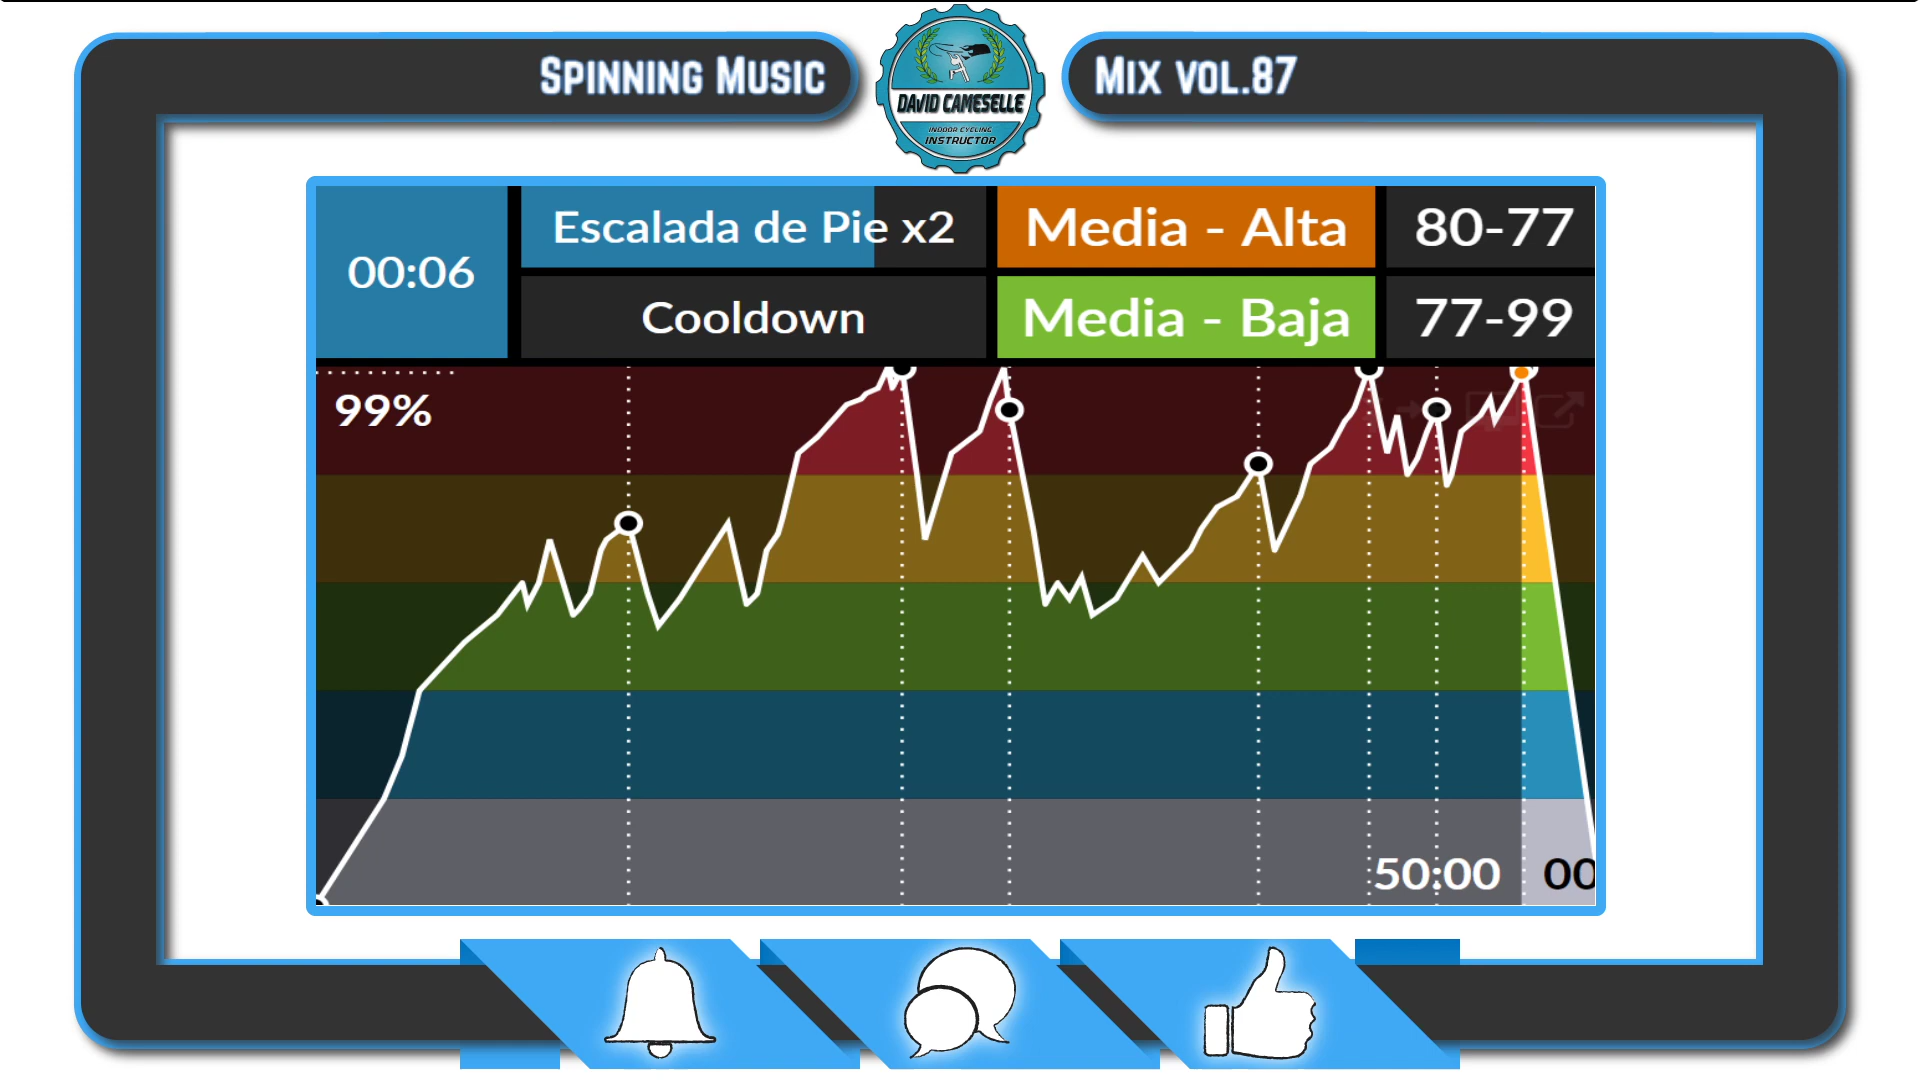 SPINNING MUSIC
DAVID CAMESELLE
INDOOR CYCLING
INSTRUCTOR
MIX VOL.87
00:06
Escalada de Pie x2
Media - Alta
80-77
Cooldown
Media - Baja
77-99
99%
50:00
00